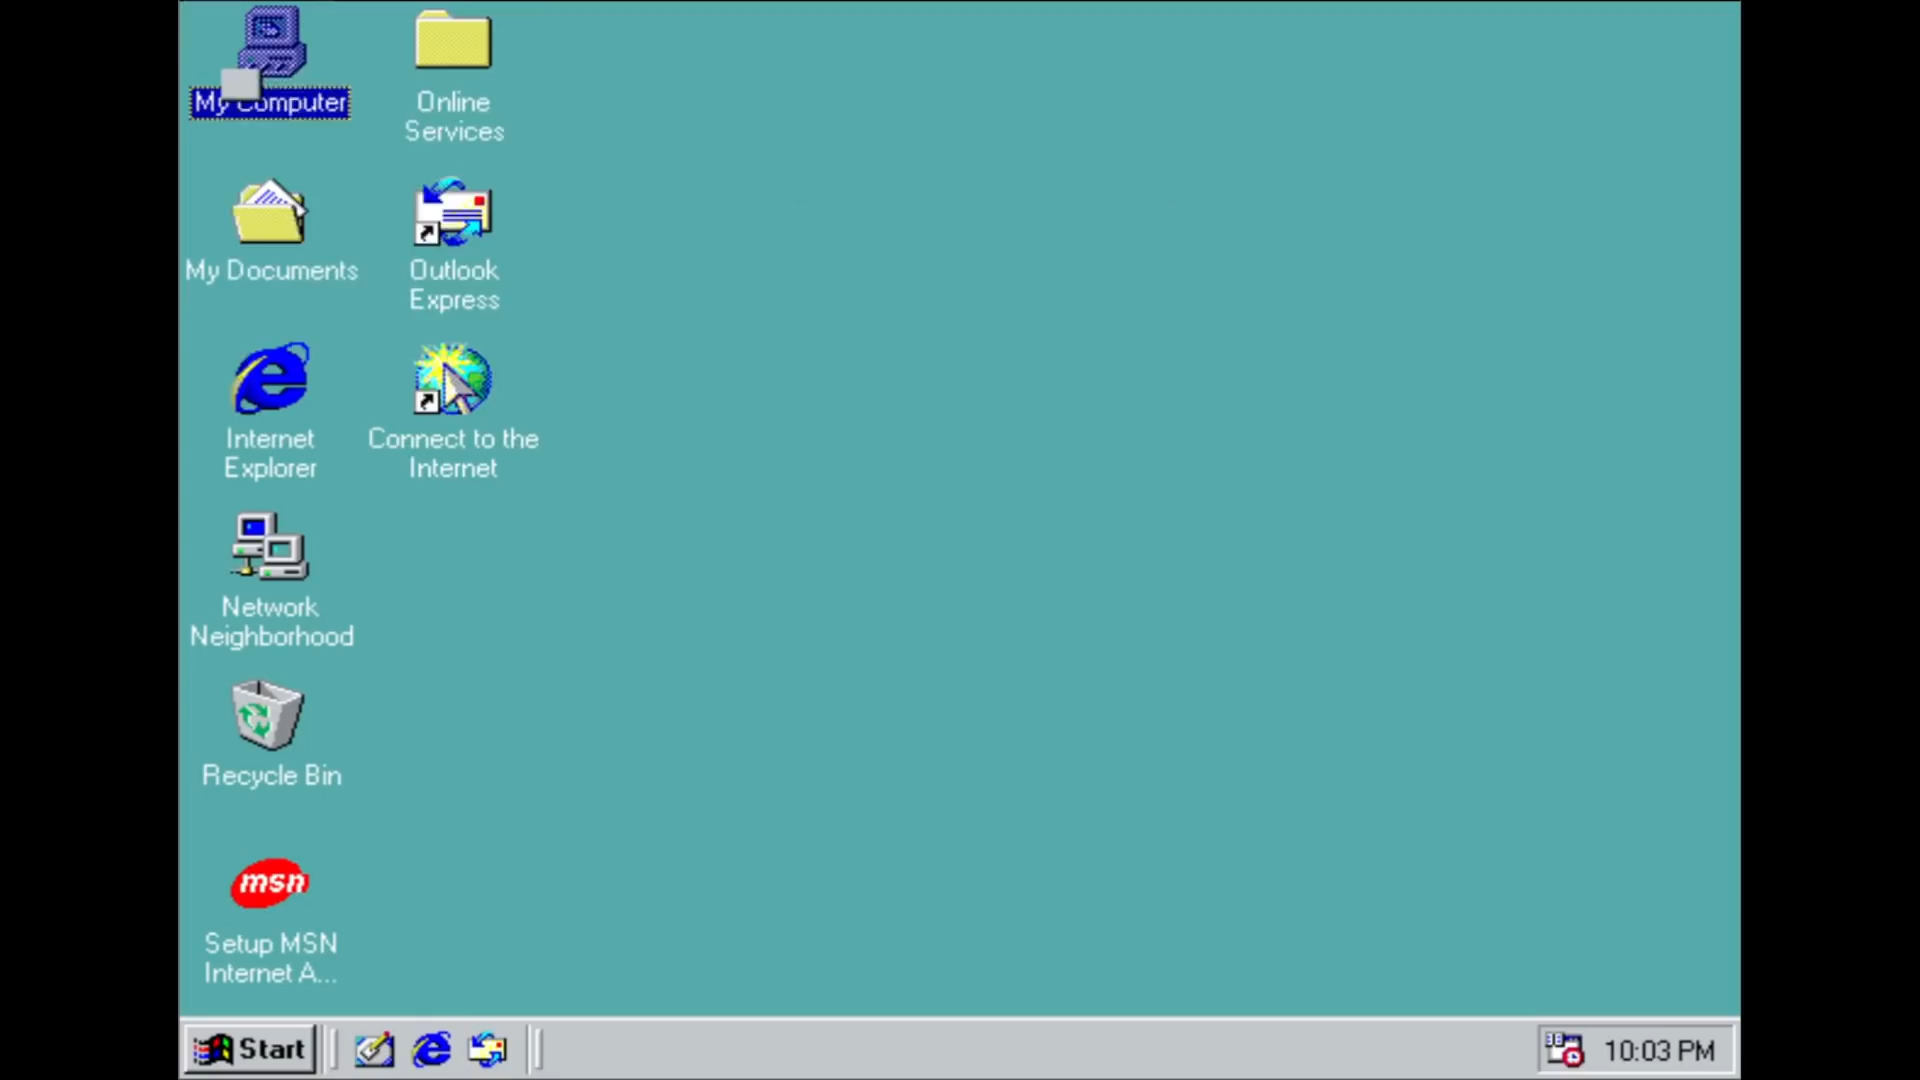 My Computer
Online
Services
My Documents
Outlook
Express
Internet
Explorer
Connect to the
Internet
Network
Neighborhood
Recycle Bin
msn
Setup MSN
Internet A...
Start
10:03 PM